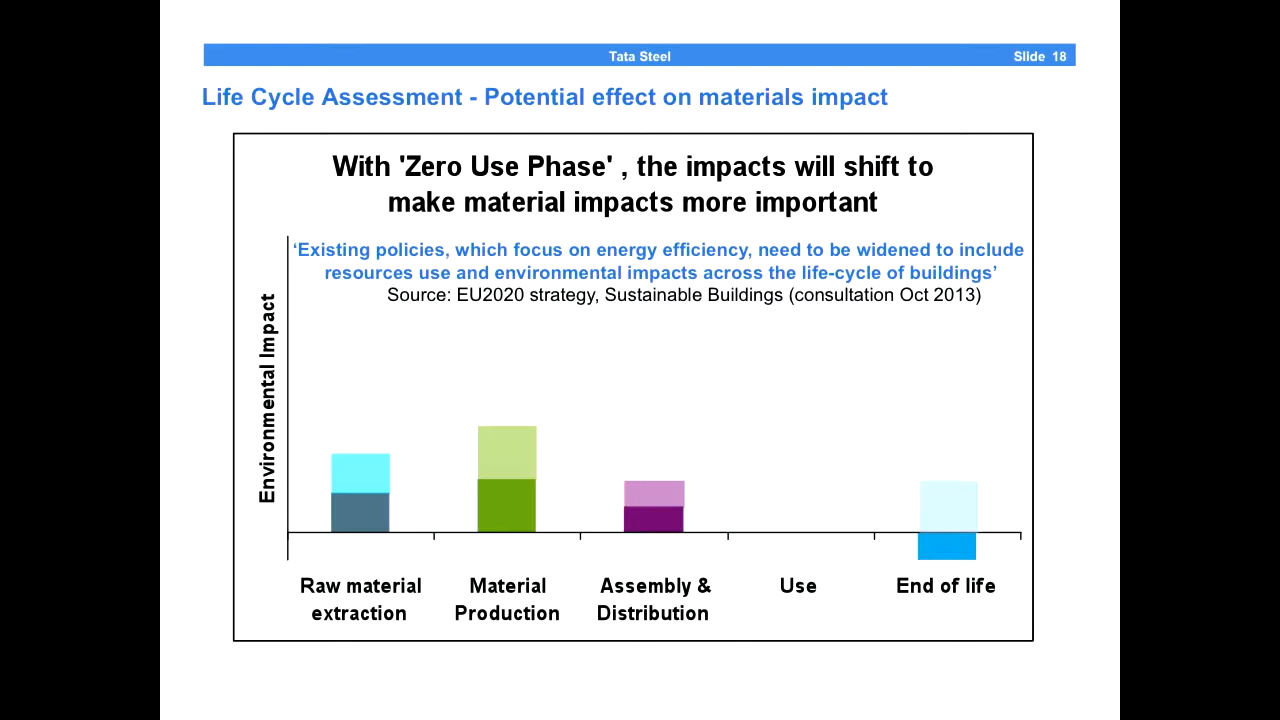 Tata Steel
Slide 18
Life Cycle Assessment - Potential effect on materials impact
With 'Zero Use Phase' , the impacts will shift to
make material impacts more important
‘Existing policies, which focus on energy efficiency, need to be widened to include
resources use and environmental impacts across the life-cycle of buildings’
Source: EU2020 strategy, Sustainable Buildings (consultation Oct 2013)
Environmental Impact
Raw material
extraction
Material
Production
Assembly &
Distribution
Use
End of life